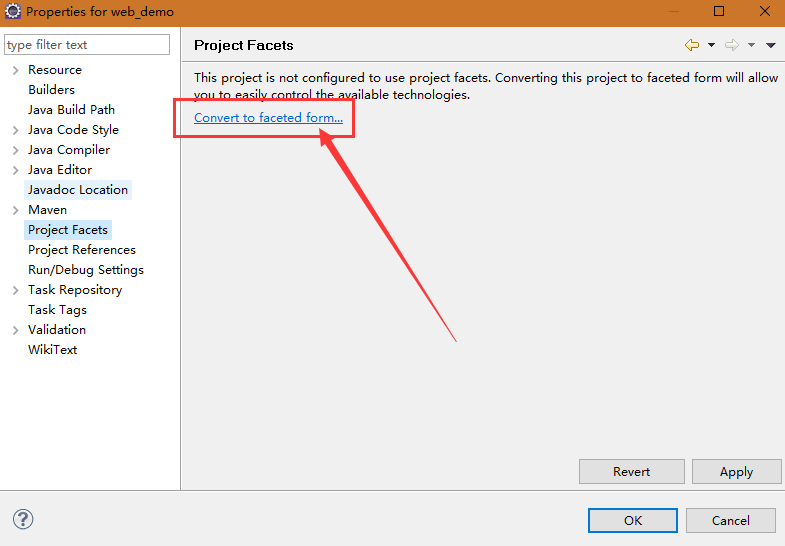 Properties for web_demo
type filter text
Resource
Builders
Java Build Path
Java Code Style
Java Compiler
Java Editor
Javadoc Location
Maven
Project Facets
Project References
Run/Debug Settings
Task Repository
Task Tags
Validation
WikiText
Project Facets
This project is not configured to use project facets. Converting this project to faceted form will allow
you to easily control the available technologies.
Convert to faceted form...
Revert
Apply
OK
Cancel